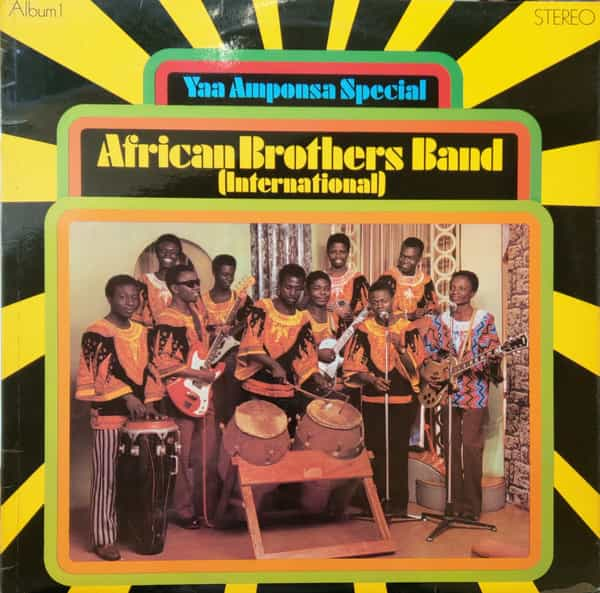 Album 1
STEREO
Yaa Amponsa Special
African Brothers Band
(International)